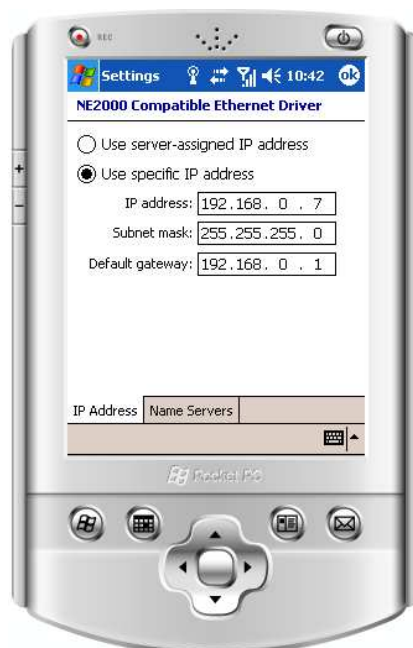 REC
Settings 10:42 ok
NE2000 Compatible Ethernet Driver
Use server-assigned IP address
Use specific IP address
IP address: 192.168. 0 . 7
Subnet mask: 255.255.255. 0
Default gateway: 192.168. 0 . 1
IP Address Name Servers
Pocket PC